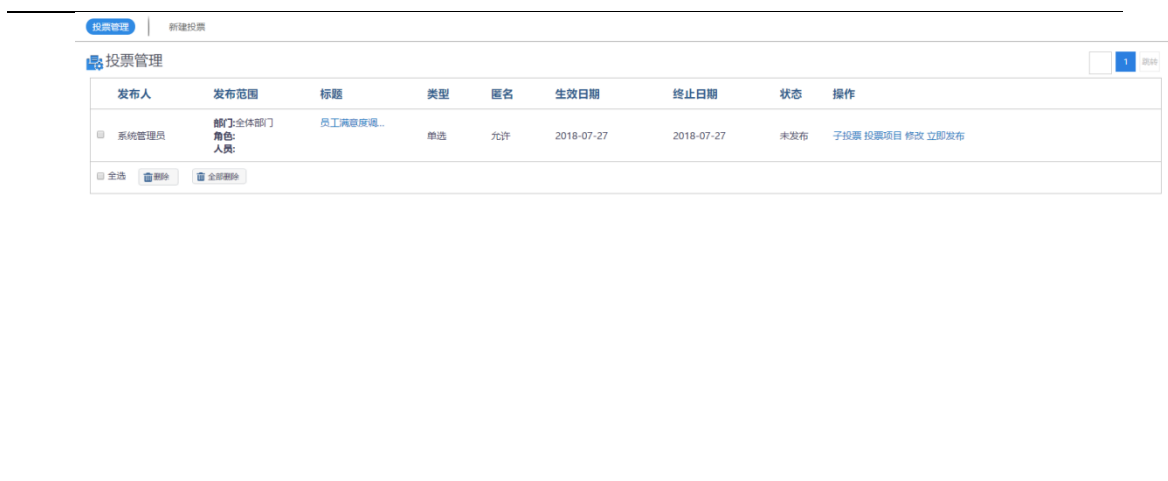 投票管理 新建投票
投票管理
1 跳转
发布人 发布范围 标题 类型 匿名 生效日期 终止日期 状态 操作
系统管理员 部门:全体部门 员工满意度调... 单选 允许 2018-07-27 2018-07-27 未发布 子投票 投票项目 修改 立即发布
角色:
人员:
全选 删除 全部删除